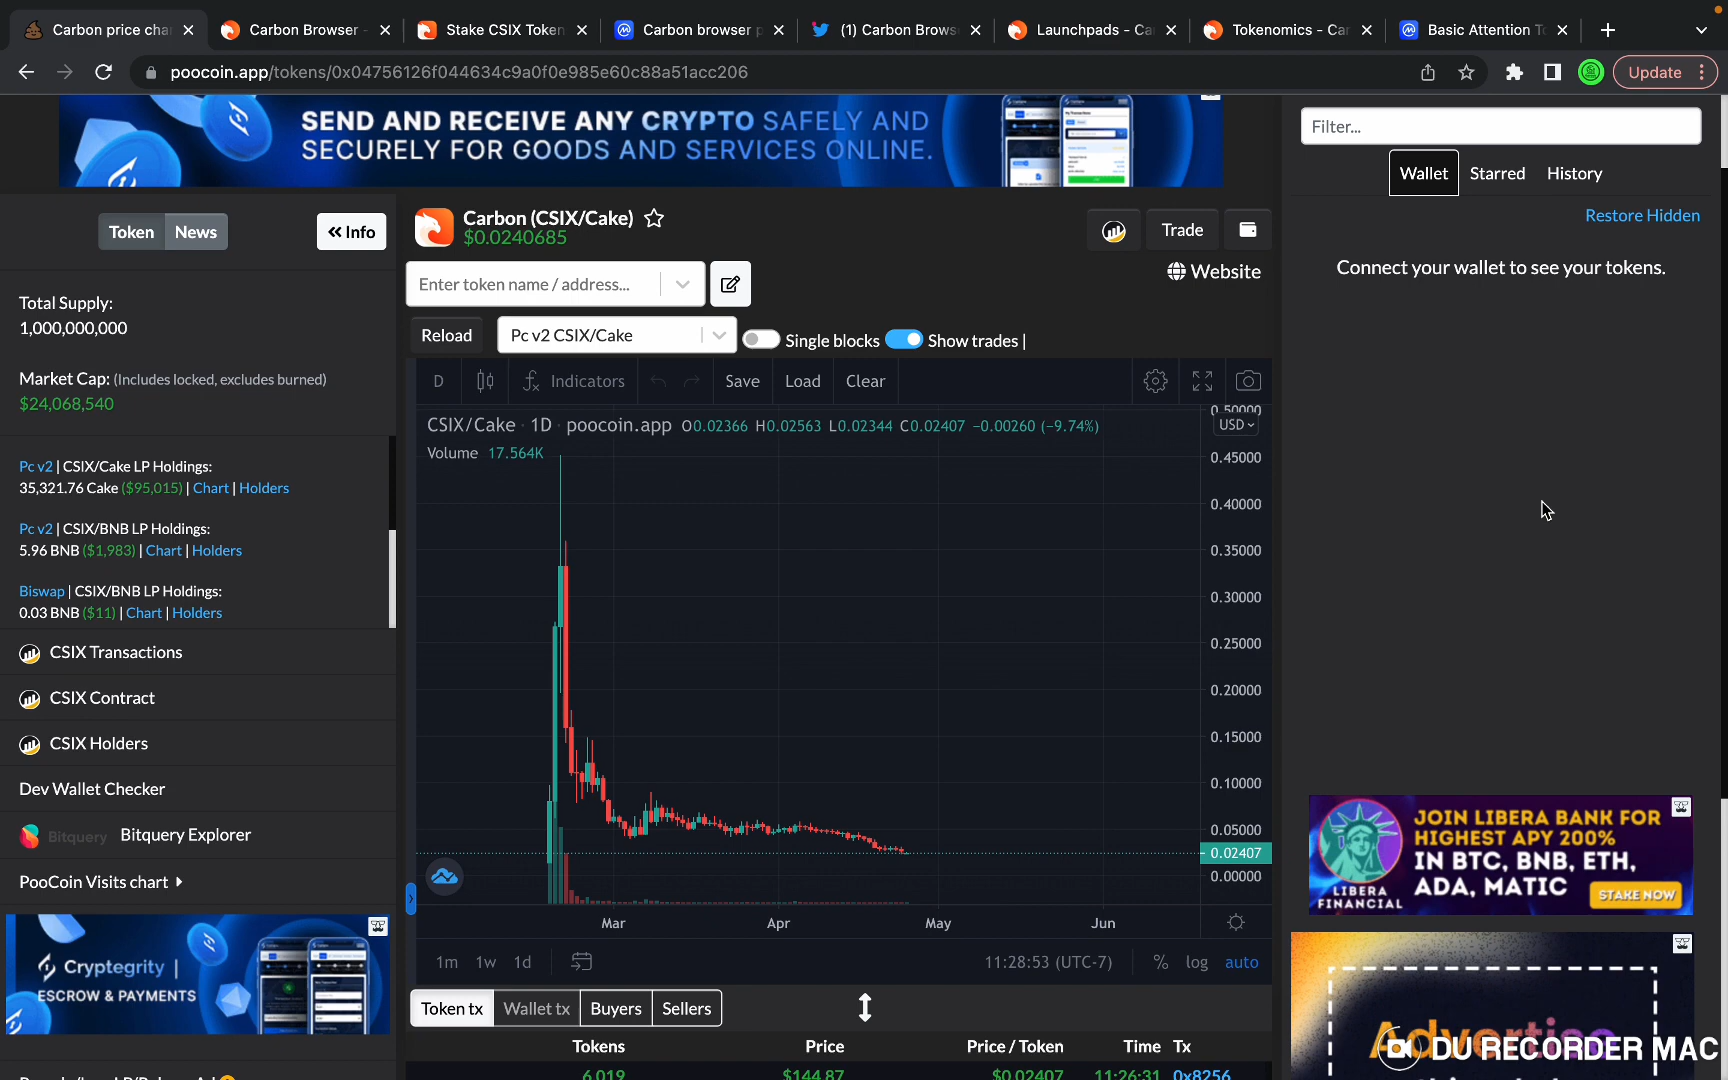 Carbon price cha
Carbon Browser -
Stake CSIX Token
Carbon browser p
(1) Carbon Brows
Launchpads - Ca
Tokenomics - Car
Basic Attention To
poocoin.app/tokens/0x04756126f044634c9a0f0e985e60c88a51acc206
Update
SEND AND RECEIVE ANY CRYPTO SAFELY AND
SECURELY FOR GOODS AND SERVICES ONLINE.
Filter...
Wallet
Starred
History
Restore Hidden
Connect your wallet to see your tokens.
Token
News
Info
Total Supply:
1,000,000,000
Market Cap: (Includes locked, excludes burned)
$24,068,540
Pc v2 | CSIX/Cake LP Holdings:
35,321.76 Cake ($95,015) | Chart | Holders
Pc v2 | CSIX/BNB LP Holdings:
5.96 BNB ($1,983) | Chart | Holders
Biswap | CSIX/BNB LP Holdings:
0.03 BNB ($11) | Chart | Holders
CSIX Transactions
CSIX Contract
CSIX Holders
Dev Wallet Checker
Bitquery Bitquery Explorer
PooCoin Visits chart
Cryptegrity |
ESCROW & PAYMENTS
Carbon (CSIX/Cake)
$0.0240685
Trade
Website
Enter token name / address...
Reload
Pc v2 CSIX/Cake
Single blocks
Show trades |
D
Indicators
Save
Load
Clear
CSIX/Cake · 1D · poocoin.app O0.02366 H0.02563 L0.02344 C0.02407 −0.00260 (−9.74%)
Volume 17.564K
0.50000
USD
0.45000
0.40000
0.35000
0.30000
0.25000
0.20000
0.15000
0.10000
0.05000
0.02407
0.00000
Mar
Apr
May
Jun
1m
1w
1d
11:28:53 (UTC-7)
%
log
auto
Token tx
Wallet tx
Buyers
Sellers
Tokens
Price
Price / Token
Time
Tx
6,019
$144.87
$0.02407
11:26:31
0x8256
JOIN LIBERA BANK FOR
HIGHEST APY 200%
IN BTC, BNB, ETH,
ADA, MATIC
LIBERA
FINANCIAL
STAKE NOW
Advertise
DU RECORDER MAC